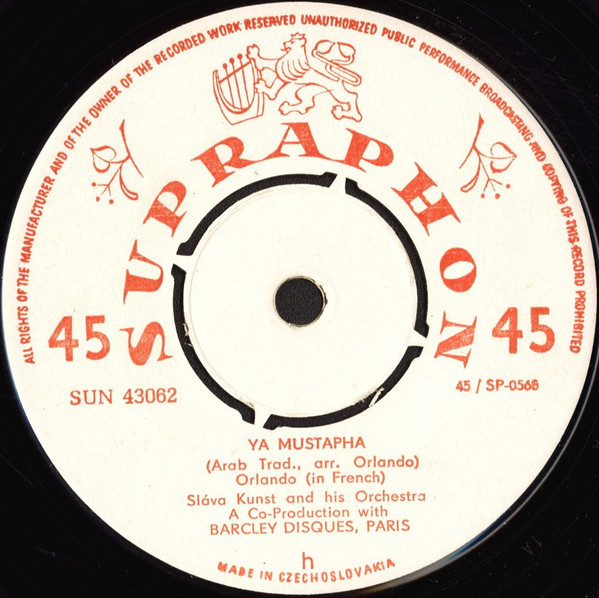 ALL RIGHTS OF THE MANUFACTURER AND OF THE OWNER OF THE RECORDED WORK RESERVED UNAUTHORIZED PUBLIC PERFORMANCE BROADCASTING AND COPYING OF THIS RECORD PROHIBITED
SUPRAPHON
45
45
SUN 43062
45 / SP-0568
YA MUSTAPHA
(Arab Trad., arr. Orlando)
Orlando (in French)
Sláva Kunst and his Orchestra
A Co-Production with
BARCLEY DISQUES, PARIS
h
MADE IN CZECHOSLOVAKIA